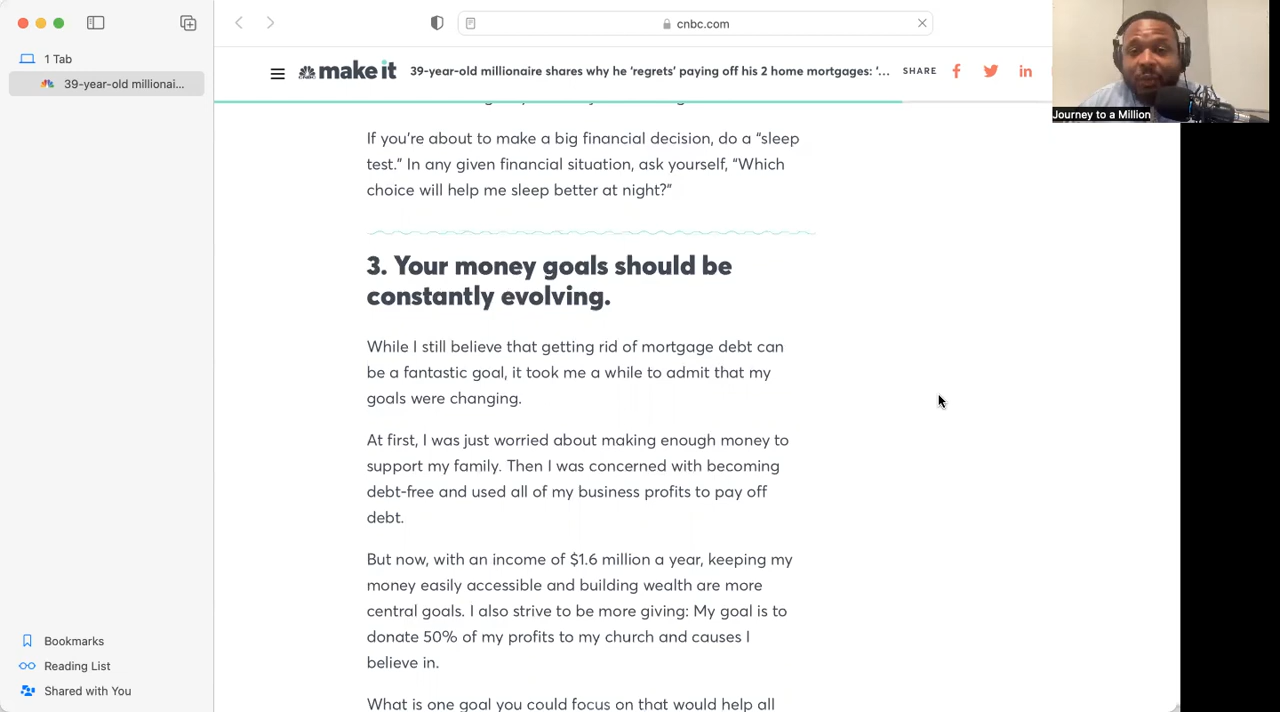 cnbc.com
1 Tab
39-year-old millionai...
CNBC make it
39-year-old millionaire shares why he 'regrets' paying off his 2 home mortgages: '...
SHARE
Journey to a Million
If you're about to make a big financial decision, do a “sleep
test.” In any given financial situation, ask yourself, “Which
choice will help me sleep better at night?”
3. Your money goals should be
constantly evolving.
While I still believe that getting rid of mortgage debt can
be a fantastic goal, it took me a while to admit that my
goals were changing.
At first, I was just worried about making enough money to
support my family. Then I was concerned with becoming
debt-free and used all of my business profits to pay off
debt.
But now, with an income of $1.6 million a year, keeping my
money easily accessible and building wealth are more
central goals. I also strive to be more giving: My goal is to
donate 50% of my profits to my church and causes I
believe in.
What is one goal you could focus on that would help all
Bookmarks
Reading List
Shared with You